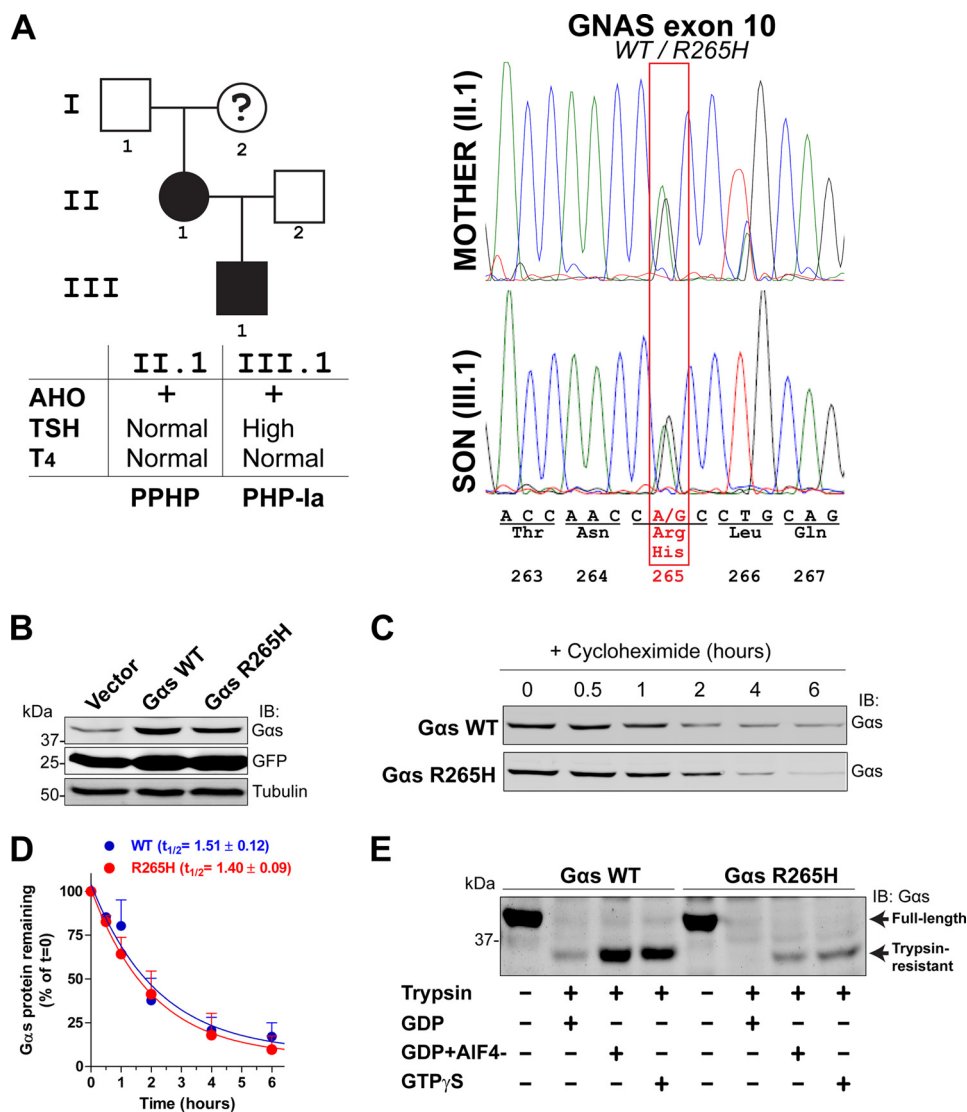 A
GNAS exon 10
WT / R265H
I
1
?
2
II
1
2
III
1
MOTHER (II.1)
SON (III.1)
II.1 III.1
AHO + +
TSH Normal High
T4 Normal Normal
PPHP PHP-Ia
A C C A A C C A/G C C T G C A G
Thr Asn Arg Leu Gln
His
263 264 265 266 267
B
Vector Gαs WT Gαs R265H
kDa IB:
37- Gαs
25- GFP
50- Tubulin
C
+ Cycloheximide (hours)
0 0.5 1 2 4 6 IB:
Gαs WT Gαs
Gαs R265H Gαs
D
WT (t1/2= 1.51 ± 0.12)
R265H (t1/2= 1.40 ± 0.09)
Gαs protein remaining
(% of t=0)
100
75
50
25
0
0 1 2 3 4 5 6
Time (hours)
E
Gαs WT Gαs R265H
kDa IB: Gαs
Full-length
37-
Trypsin-
resistant
Trypsin – + + + – + + +
GDP – + – +
GDP+AlF4- – + – +
GTPγS – + – +